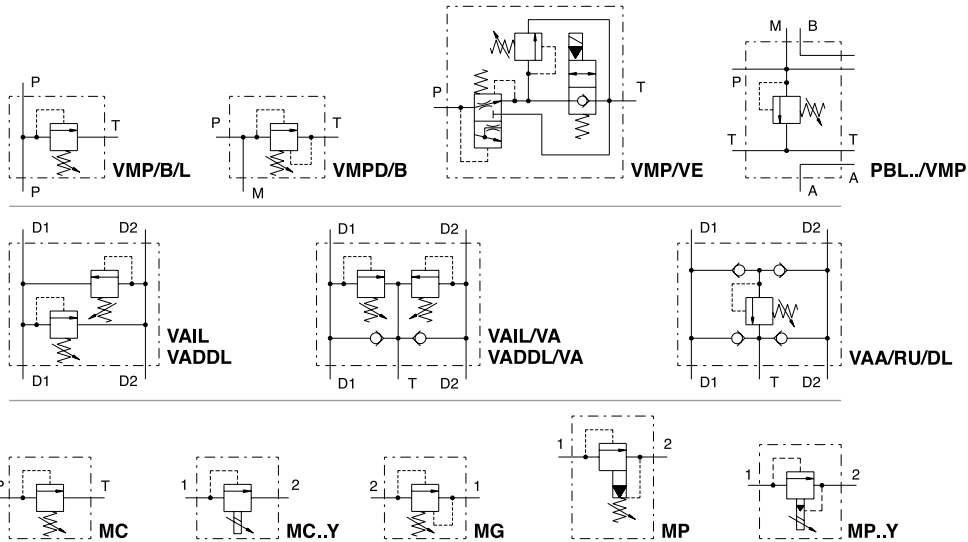 P
T
VMP/B/L
P
P
T
VMPD/B
M
P
T
VMP/VE
M B
P
T T
A
A
PBL../VMP
D1 D2
VAIL
VADDL
D1 D2
D1 D2
VAIL/VA
VADDL/VA
D1 T D2
D1 D2
VAA/RU/DL
D1 T D2
P T
MC
1 2
MC..Y
2 1
MG
1 2
MP
1 2
MP..Y